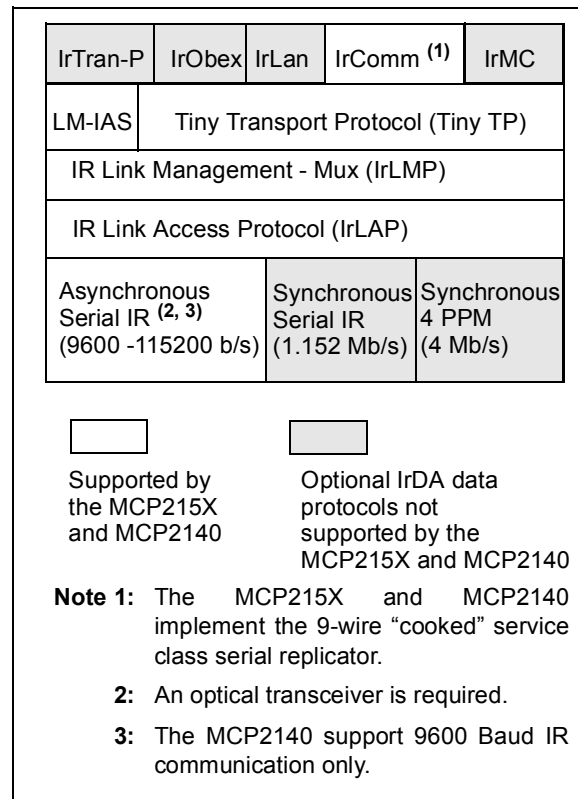 IrTran-P IrObex IrLan IrComm (1) IrMC
LM-IAS Tiny Transport Protocol (Tiny TP)
IR Link Management - Mux (IrLMP)
IR Link Access Protocol (IrLAP)
Asynchronous
Serial IR (2, 3)
(9600 -115200 b/s)
Synchronous
Serial IR
(1.152 Mb/s)
Synchronous
4 PPM
(4 Mb/s)
Supported by
the MCP215X
and MCP2140
Optional IrDA data
protocols not
supported by the
MCP215X and MCP2140
Note 1: The MCP215X and MCP2140
implement the 9-wire “cooked” service
class serial replicator.
2: An optical transceiver is required.
3: The MCP2140 support 9600 Baud IR
communication only.